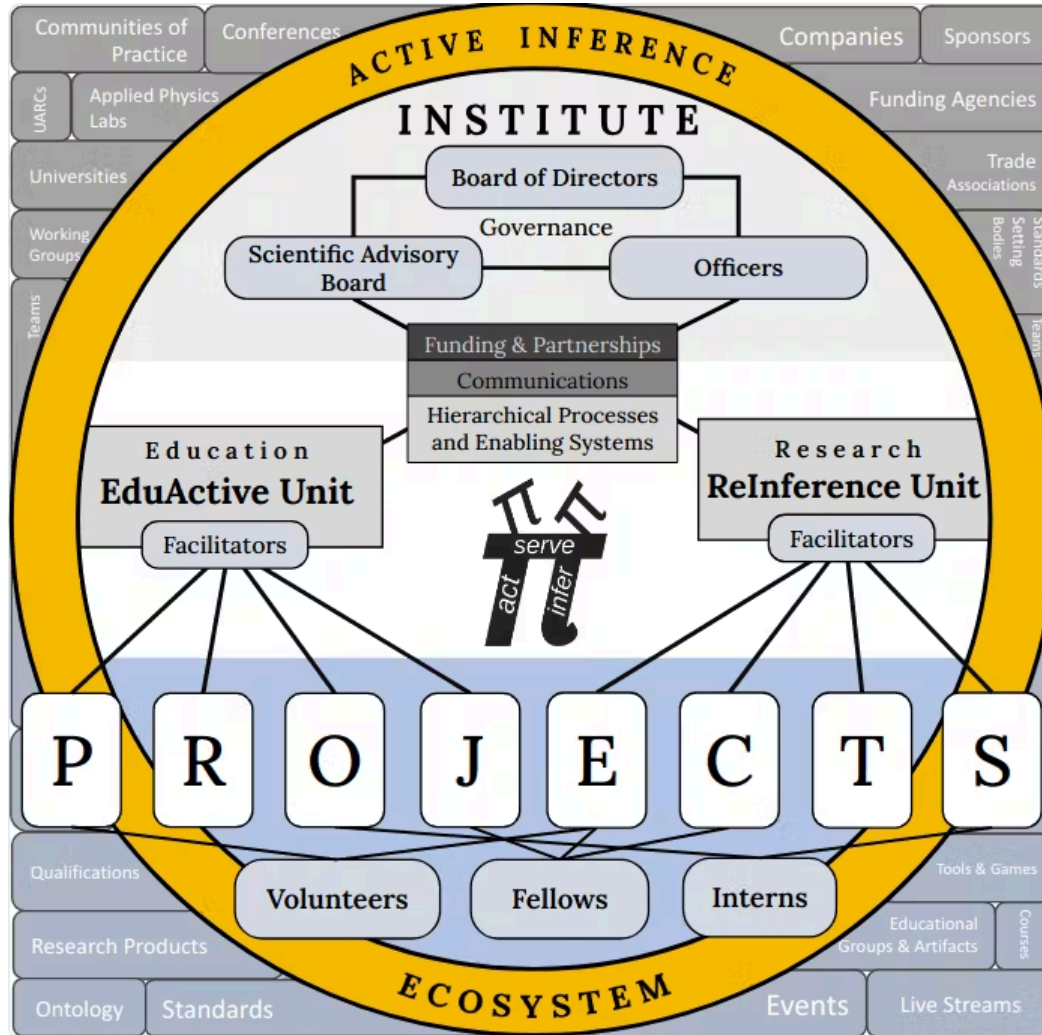 Communities of
Practice
Conferences
ACTIVE INFERENCE
Companies
Sponsors
UARCs
Applied Physics
Labs
INSTITUTE
Funding Agencies
Universities
Board of Directors
Trade
Associations
Governance
Working
Groups
Scientific Advisory
Board
Officers
Standards
Setting
Bodies
Teams
Teams
Funding & Partnerships
Communications
Hierarchical Processes
and Enabling Systems
Education
EduActive Unit
Facilitators
Research
ReInference Unit
Facilitators
π π
serve
act
infer
P R O J E C T S
Qualifications
Volunteers
Fellows
Interns
Tools & Games
Research Products
Educational
Groups & Artifacts
Courses
ECOSYSTEM
Ontology
Standards
Events
Live Streams